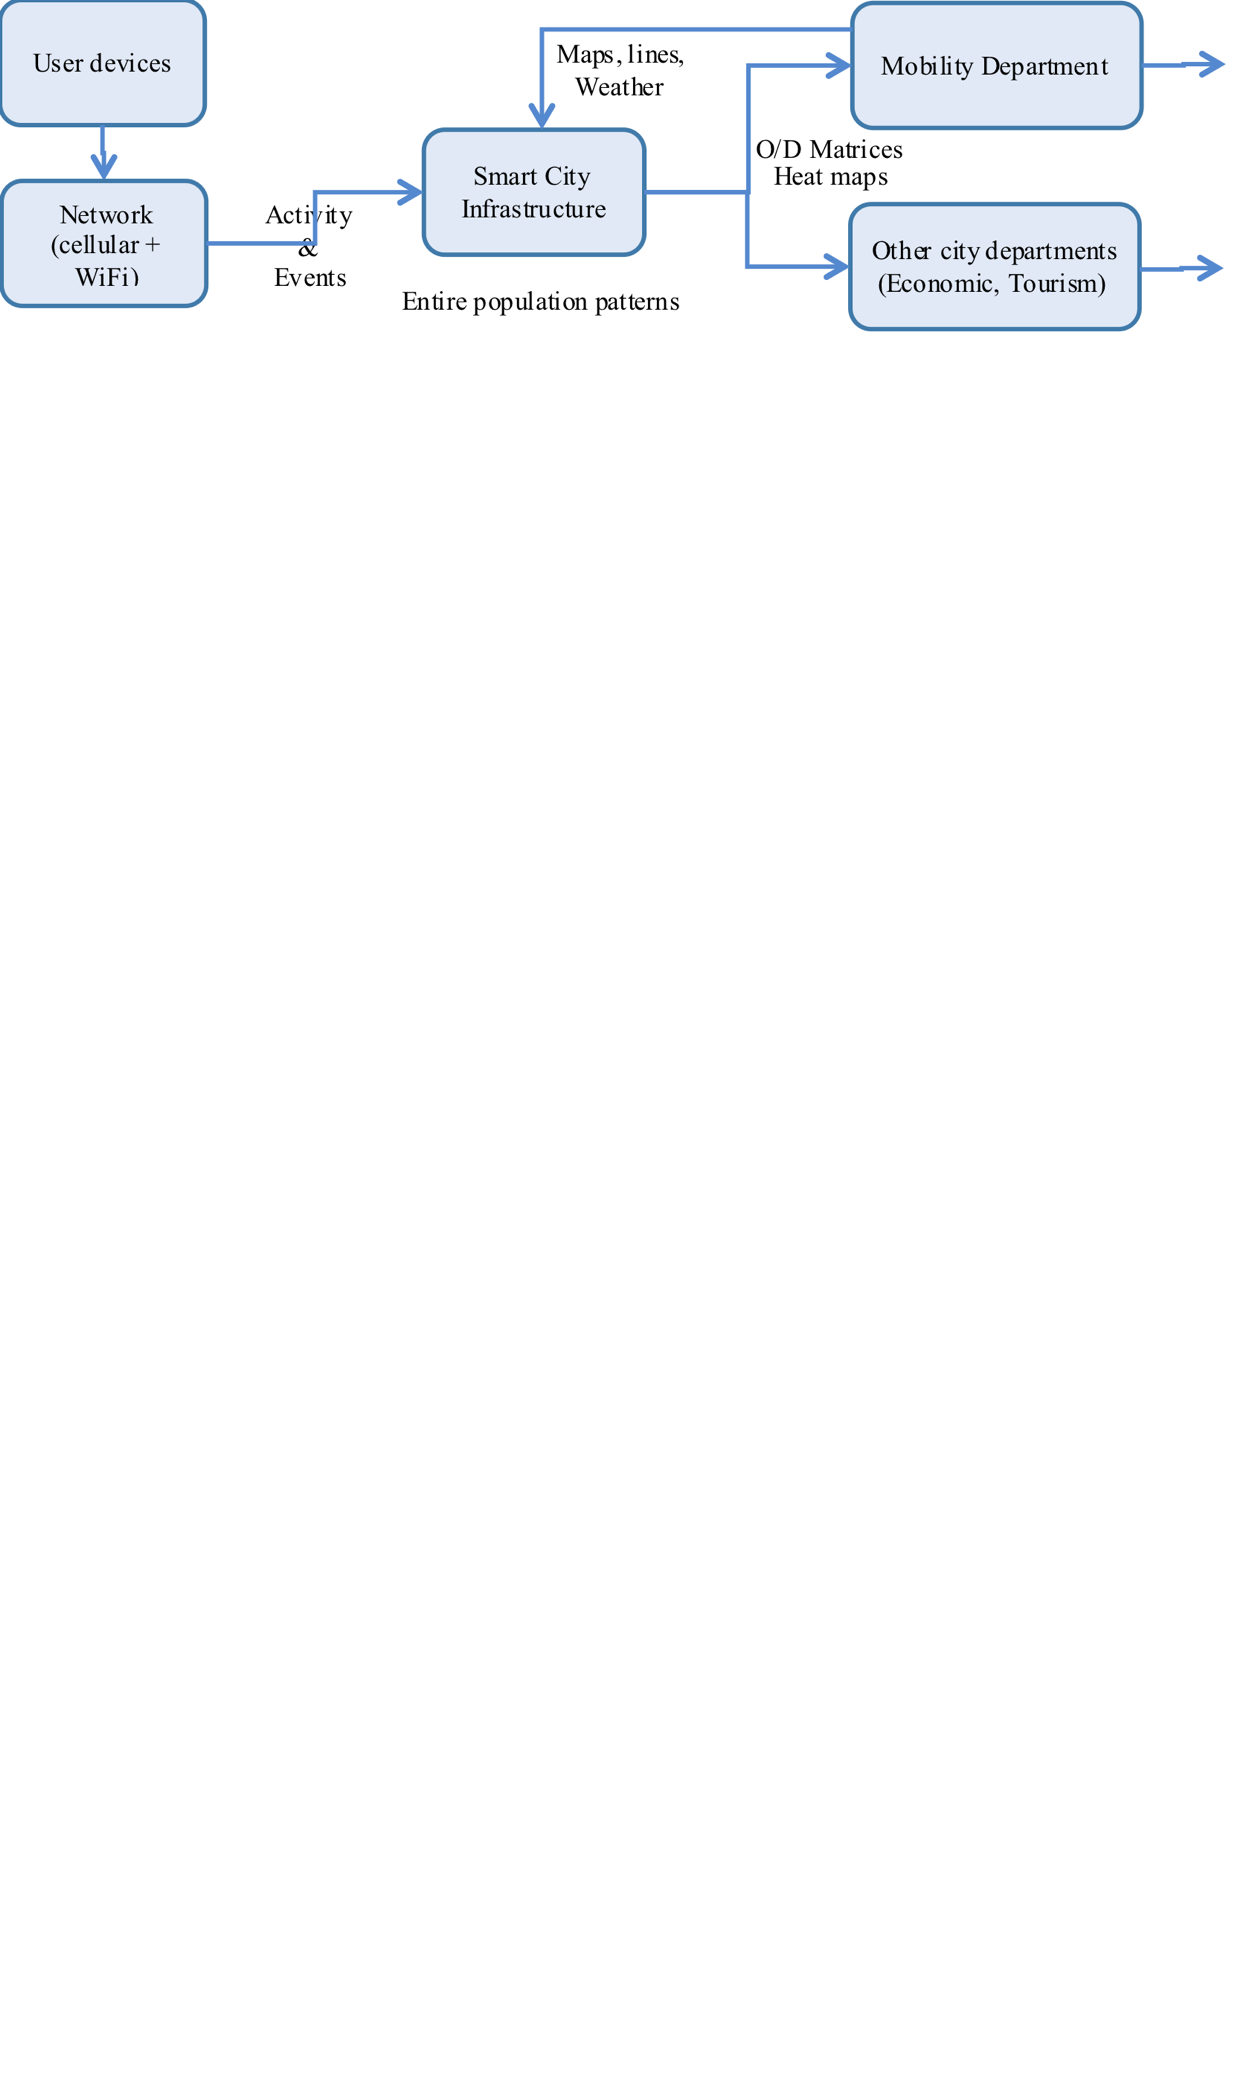 User devices
Network
(cellular +
WiFi)
Activity
&
Events
Maps, lines,
Weather
Smart City
Infrastructure
Entire population patterns
O/D Matrices
Heat maps
Mobility Department
Other city departments
(Economic, Tourism)